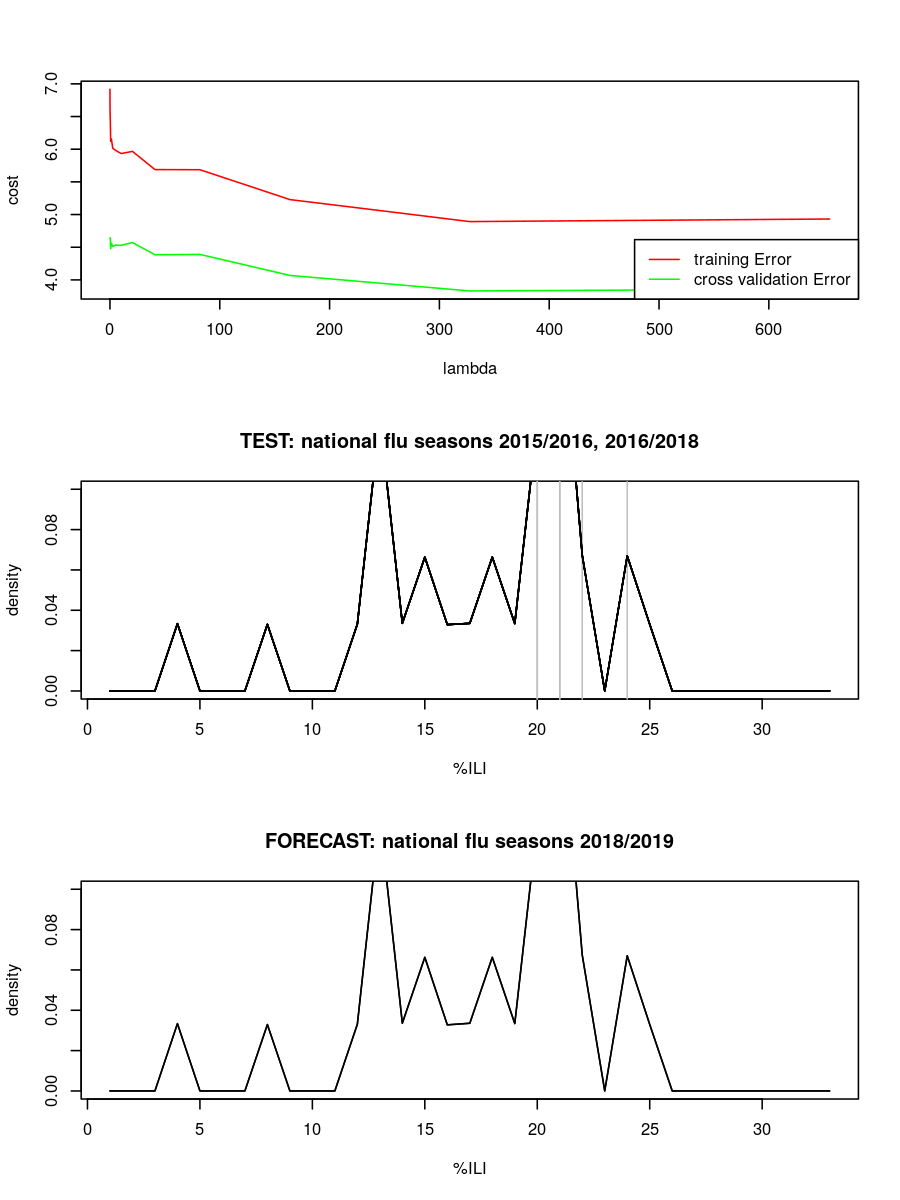 cost
7.0
6.0
5.0
4.0
training Error
cross validation Error
0 100 200 300 400 500 600
lambda
TEST: national flu seasons 2015/2016, 2016/2018
density
0.08
0.04
0.00
0 5 10 15 20 25 30
%ILI
FORECAST: national flu seasons 2018/2019
density
0.08
0.04
0.00
0 5 10 15 20 25 30
%ILI